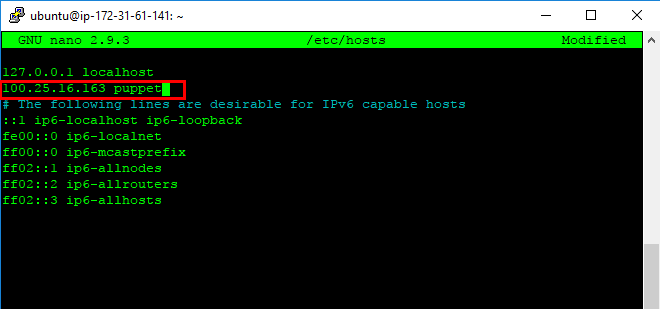 ubuntu@ip-172-31-61-141: ~
GNU nano 2.9.3 /etc/hosts Modified
127.0.0.1 localhost
100.25.16.163 puppet
# The following lines are desirable for IPv6 capable hosts
::1 ip6-localhost ip6-loopback
fe00::0 ip6-localnet
ff00::0 ip6-mcastprefix
ff02::1 ip6-allnodes
ff02::2 ip6-allrouters
ff02::3 ip6-allhosts